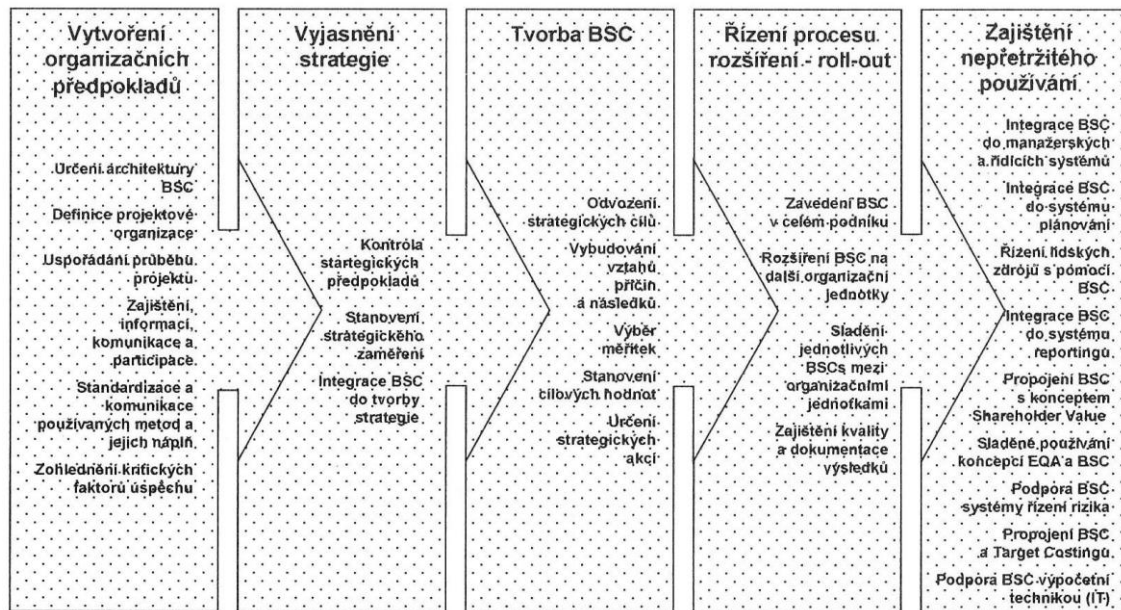 Vytvoření
organizačních
předpokladů
Určení architektury
BSC
Definice projektové
organizace
Uspořádání průběhu
projektu
Zajištění,
informací,
komunikace a
participace
Standardizace a
komunikace
používaných metod a
jejich náplň
Zohlednění kritických
faktorů úspěchu
Vyjasnění
strategie
Kontrola
startegických
předpokladů
Stanovení
strategického
zaměření
Integrace BSC
do tvorby
strategie
Tvorba BSC
Odvození
strategických cílů
Vybudování
vztahů
příčin
a následků
Výběr
měřítek
Stanovení
cílových hodnot
Určení
strategických
akcí
Řízení procesu
rozšíření - roll-out
Zavedení BSC
v celém podniku
Rozšíření BSC na
další organizační
jednotky
Sladění
jednotlivých
BSCs mezi
organizačními
jednotkami
Zajištění kvality
a dokumentace
výsledků
Zajištění
nepřetržitého
používání
Integrace BSC
do manažerských
a řídících systémů
Integrace BSC
do systému
plánování
Řízení lidských
zdrojů s pomocí
BSC
Integrace BSC
do systému
reportingu
Propojení BSC
s konceptem
Shareholder Value
Sladěné používání
koncepcí EQA a BSC
Podpora BSC
systémy řízení rizika
Propojení BSC
a Target Costingu
Podpora BSC výpočetní
technikou (IT)